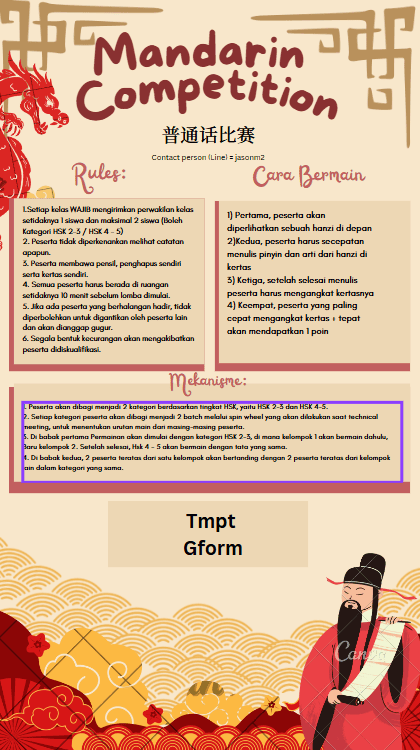 Mandarin
Competition
普通话比赛
Contact person (Line) = jasonm2
Rules:
1.Setiap kelas WAJIB mengirimkan perwakilan kelas
setidaknya 1 siswa dan maksimal 2 siswa (Boleh
Kategori HSK 2-3 / HSK 4 - 5)
2. Peserta tidak diperkenankan melihat catatan
apapun.
3. Peserta membawa pensil, penghapus sendiri
serta kertas sendiri.
4. Semua peserta harus berada di ruangan
setidaknya 10 menit sebelum lomba dimulai.
5. Jika ada peserta yang berhalangan hadir, tidak
diperbolehkan untuk digantikan oleh peserta lain
dan akan dianggap gugur.
6. Segala bentuk kecurangan akan mengakibatkan
peserta didiskualifikasi.
Cara Bermain
1) Pertama, peserta akan
diperlihatkan sebuah hanzi di depan
2)Kedua, peserta harus secepatan
menulis pinyin dan arti dari hanzi di
kertas
3) Ketiga, setelah selesai menulis
peserta harus mengangkat kertasnya
4) Keempat, peserta yang paling
cepat mengangkat kertas + tepat
akan mendapatkan 1 poin
Mekanisme:
1. Peserta akan dibagi menjadi 2 kategori berdasarkan tingkat HSK, yaitu HSK 2-3 dan HSK 4-5.
2. Setiap kategori peserta akan dibagi menjadi 2 batch melalui spin wheel yang akan dilakukan saat technical
meeting, untuk menentukan urutan main dari masing-masing peserta.
3. Di babak pertama Permainan akan dimulai dengan kategori HSK 2-3, di mana kelompok 1 akan bermain dahulu,
Baru kelompok 2. Setelah selesai, Hsk 4 - 5 akan bermain dengan tata yang sama.
4. Di babak kedua, 2 peserta teratas dari satu kelompok akan bertanding dengan 2 peserta teratas dari kelompok
lain dalam kategori yang sama.
Tmpt
Gform
Canva